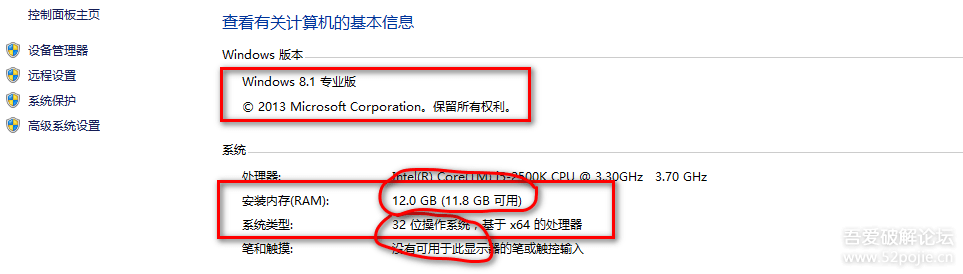 控制面板主页
设备管理器
远程设置
系统保护
高级系统设置
查看有关计算机的基本信息
Windows 版本
Windows 8.1 专业版
© 2013 Microsoft Corporation。保留所有权利。
系统
处理器: Intel(R) Core(TM) i5-2500K CPU @ 3.30GHz 3.70 GHz
安装内存(RAM): 12.0 GB (11.8 GB 可用)
系统类型: 32 位操作系统，基于 x64 的处理器
笔和触摸: 没有可用于此显示器的笔或触控输入
吾爱破解论坛
www.52pojie.cn